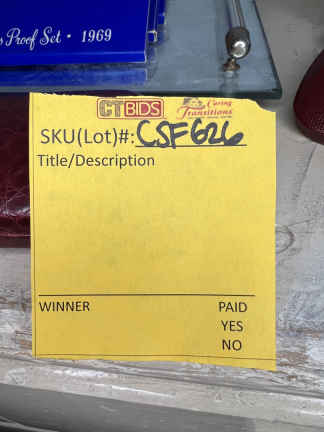 s Proof Set • 1969
CTBIDS
Caring
Transitions
SKU(Lot)#: CSF626
Title/Description
WINNER
PAID
YES
NO